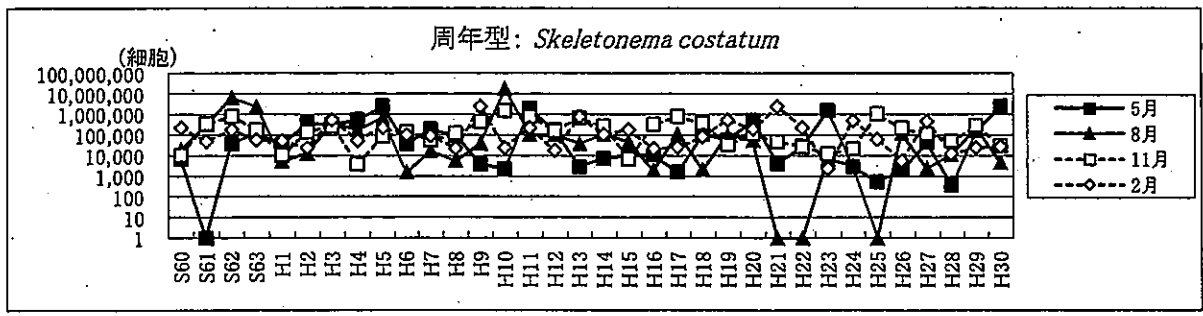 周年型: Skeletonema costatum
(細胞)
100,000,000
10,000,000
1,000,000
100,000
10,000
1,000
100
10
1
S60 S61 S62 S63 H1 H2 H3 H4 H5 H6 H7 H8 H9 H10 H11 H12 H13 H14 H15 H16 H17 H18 H19 H20 H21 H22 H23 H24 H25 H26 H27 H28 H29 H30
5月
8月
11月
2月